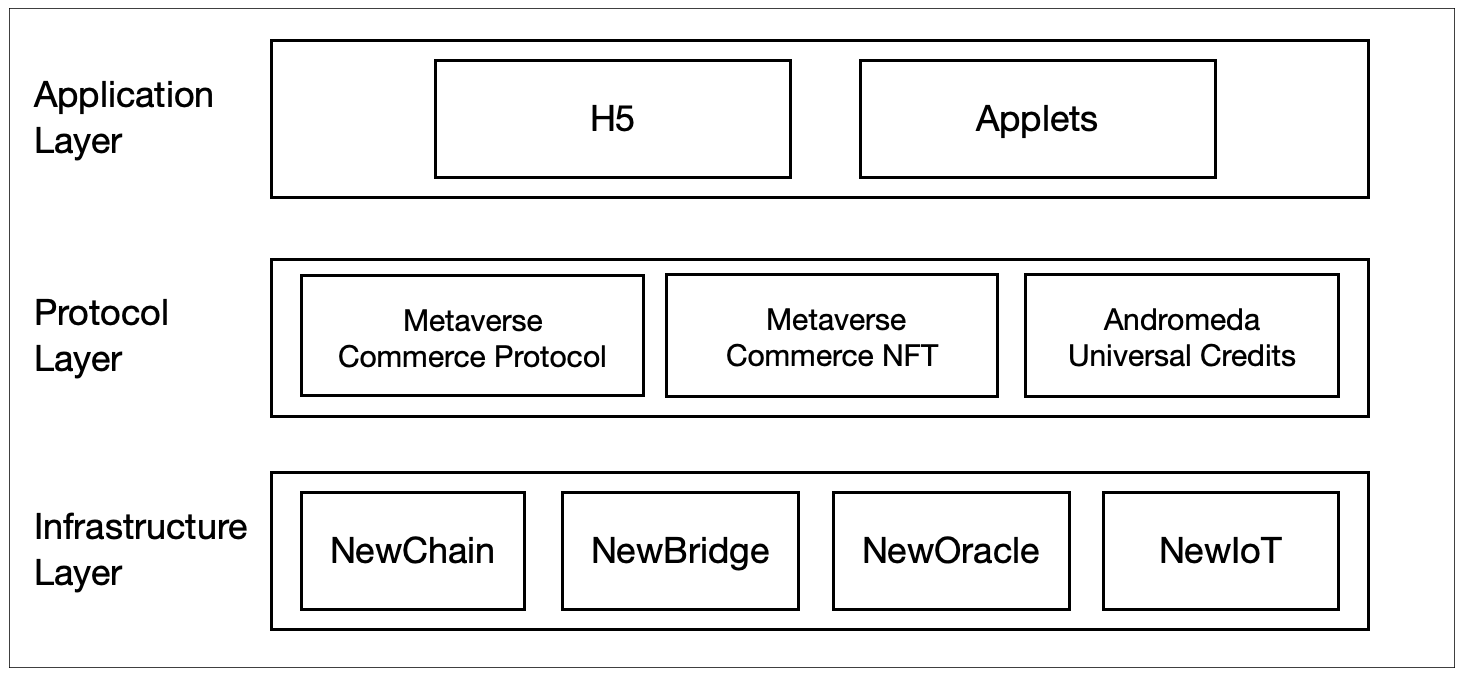 Application
Layer
H5
Applets
Protocol
Layer
Metaverse
Commerce Protocol
Metaverse
Commerce NFT
Andromeda
Universal Credits
Infrastructure
Layer
NewChain
NewBridge
NewOracle
NewIoT